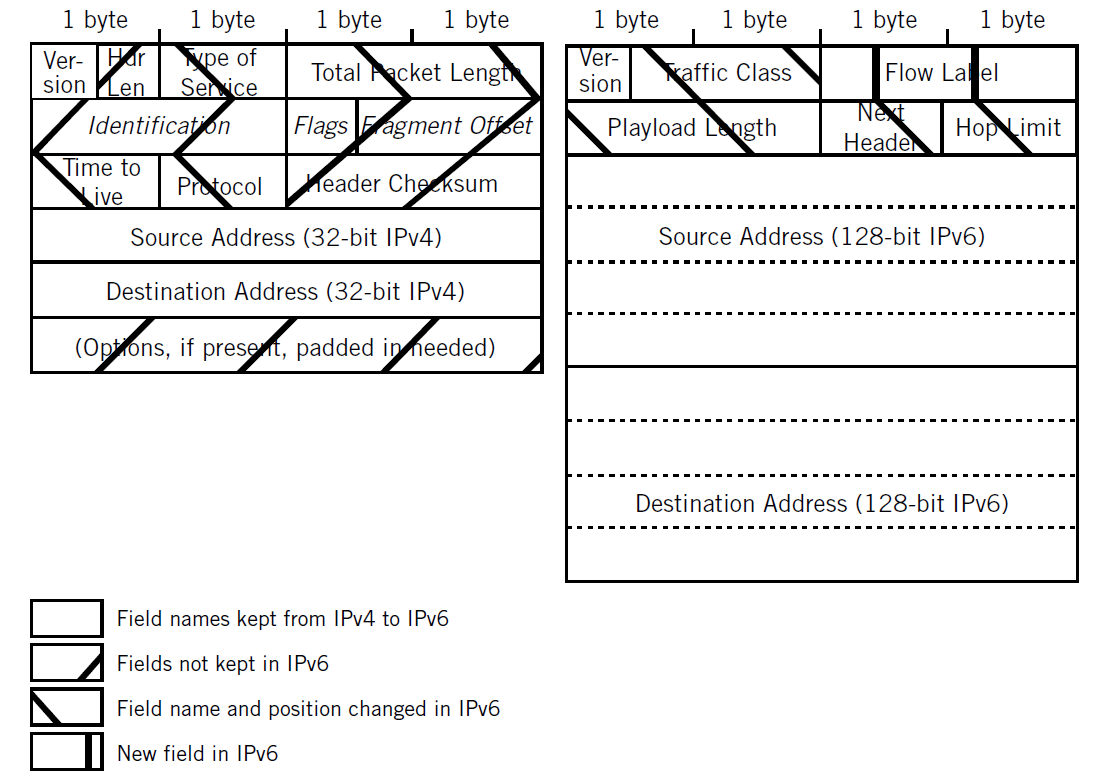 1 byte 1 byte 1 byte 1 byte
Ver-
sion
Hdr
Len
Type of
Service
Total Packet Length
Identification
Flags
Fragment Offset
Time to
Live
Protocol
Header Checksum
Source Address (32-bit IPv4)
Destination Address (32-bit IPv4)
(Options, if present, padded in needed)
1 byte 1 byte 1 byte 1 byte
Ver-
sion
Traffic Class
Flow Label
Playload Length
Next
Header
Hop Limit
Source Address (128-bit IPv6)
Destination Address (128-bit IPv6)
Field names kept from IPv4 to IPv6
Fields not kept in IPv6
Field name and position changed in IPv6
New field in IPv6